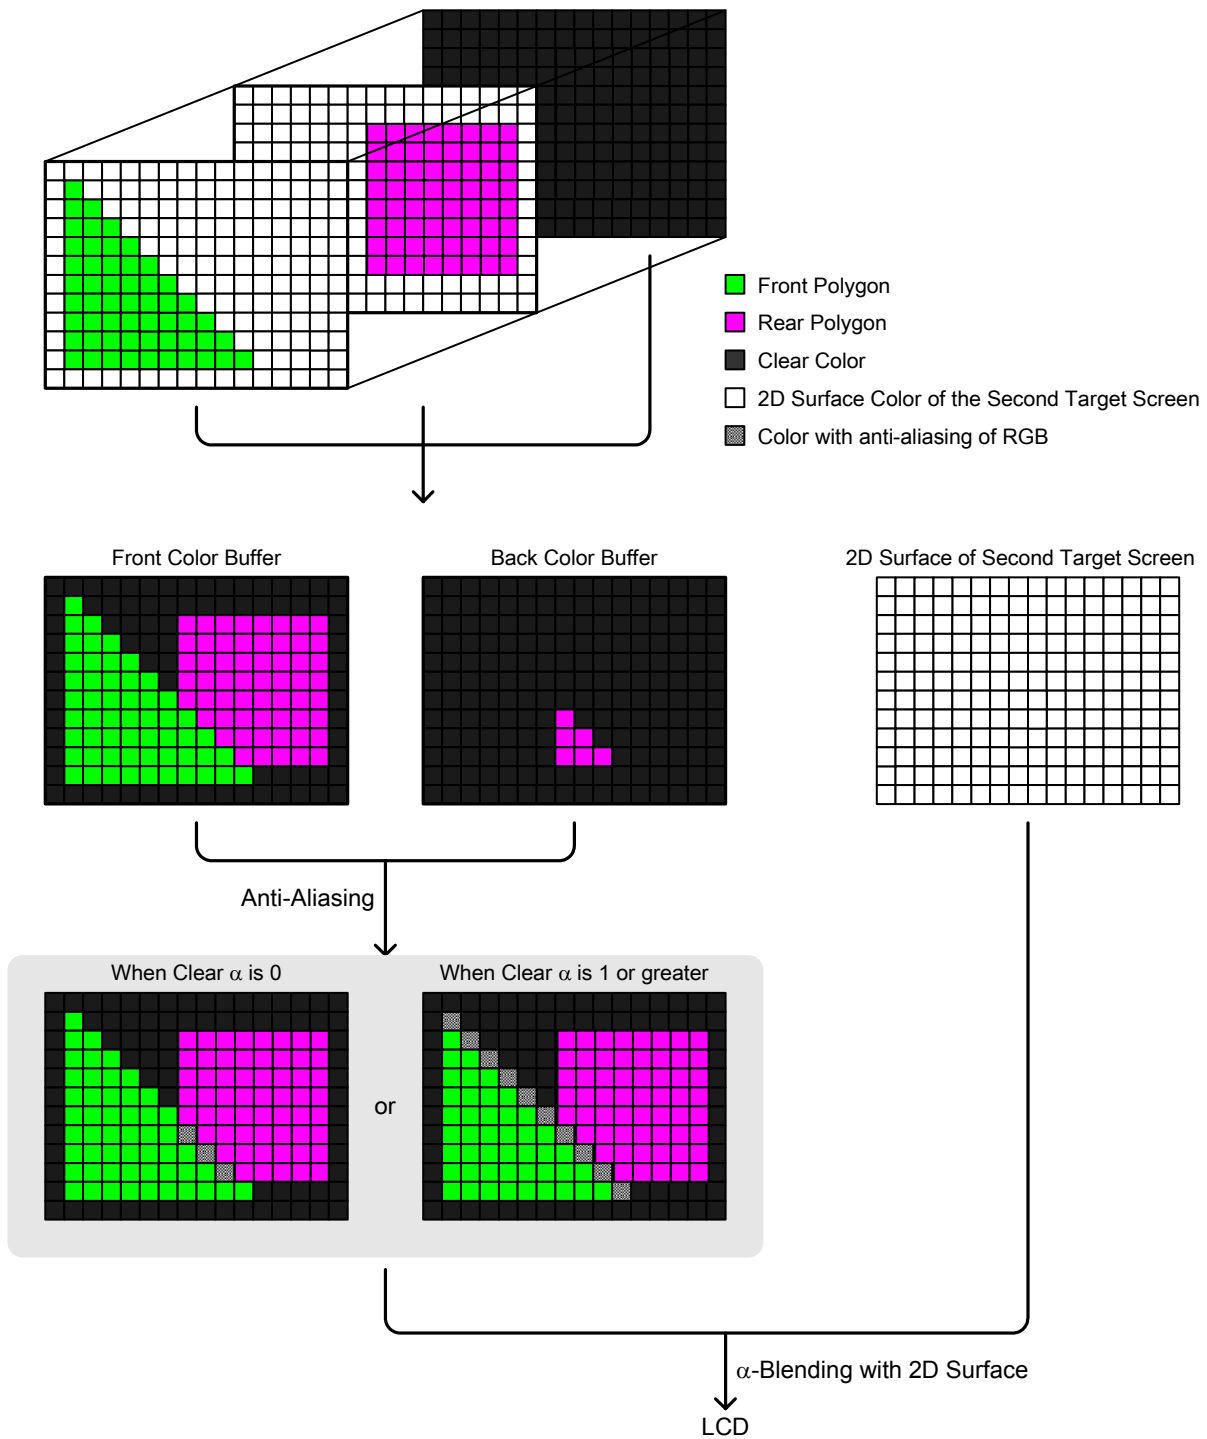 Front Polygon
Rear Polygon
Clear Color
2D Surface Color of the Second Target Screen
Color with anti-aliasing of RGB
Front Color Buffer
Back Color Buffer
2D Surface of Second Target Screen
Anti-Aliasing
When Clear α is 0
When Clear α is 1 or greater
or
α-Blending with 2D Surface
LCD